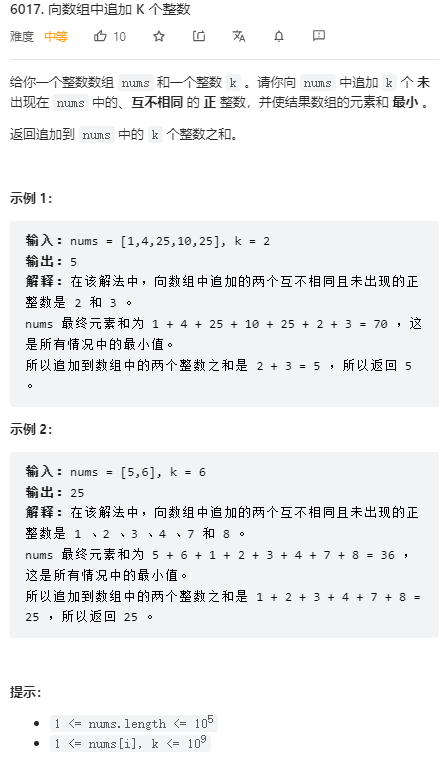 6017. 向数组中追加 K 个整数
难度 中等 10
给你一个整数数组 nums 和一个整数 k 。请你向 nums 中追加 k 个 未
出现在 nums 中的、互不相同 的 正 整数，并使结果数组的元素和 最小 。
返回追加到 nums 中的 k 个整数之和。
示例 1：
输入：nums = [1,4,25,10,25], k = 2
输出：5
解释：在该解法中，向数组中追加的两个互不相同且未出现的正
整数是 2 和 3 。
nums 最终元素和为 1 + 4 + 25 + 10 + 25 + 2 + 3 = 70 ，这
是所有情况中的最小值。
所以追加到数组中的两个整数之和是 2 + 3 = 5 ，所以返回 5
。
示例 2：
输入：nums = [5,6], k = 6
输出：25
解释：在该解法中，向数组中追加的两个互不相同且未出现的正
整数是 1 、2 、3 、4 、7 和 8 。
nums 最终元素和为 5 + 6 + 1 + 2 + 3 + 4 + 7 + 8 = 36 ，
这是所有情况中的最小值。
所以追加到数组中的两个整数之和是 1 + 2 + 3 + 4 + 7 + 8 =
25 ，所以返回 25 。
提示：
• 1 <= nums.length <= 10⁵
• 1 <= nums[i], k <= 10⁹